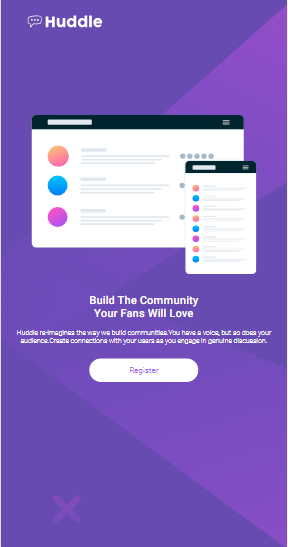 Huddle
Build The Community
Your Fans Will Love
Huddle re-imagines the way we build communities.You have a voice, but so does your
audience.Create connections with your users as you engage in genuine discussion.
Register